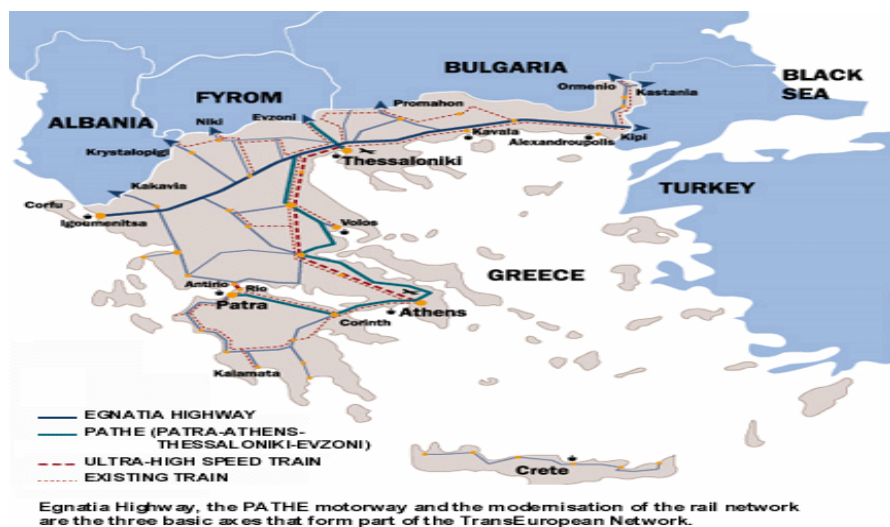 BULGARIA
BLACK
SEA
Ormenio
Kastania
FYROM
Promahon
Evzoni
ALBANIA
Niki
Kavala
Krystalopigi
Alexandroupolis
Kipi
Thessaloniki
Kakavia
TURKEY
Corfu
Igoumenitsa
Volos
GREECE
Antirio
Rio
Patra
Athens
Corinth
Kalamata
EGNATIA HIGHWAY
PATHE (PATRA-ATHENS-
THESSALONIKI-EVZONI)
ULTRA-HIGH SPEED TRAIN
EXISTING TRAIN
Crete
Egnatia Highway, the PATHE motorway and the modernisation of the rail network
are the three basic axes that form part of the TransEuropean Network.